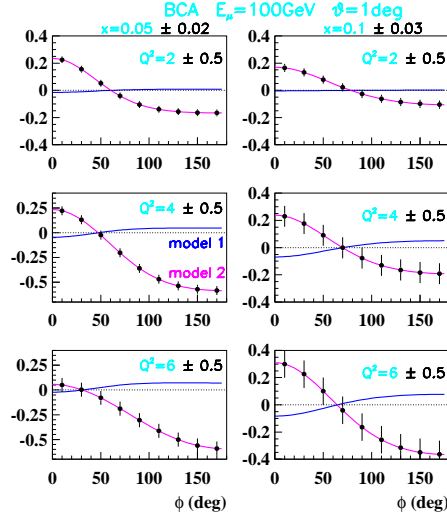 BCA E_μ=100GeV ϑ=1deg
x=0.05 ± 0.02 x=0.1 ± 0.03
0.4
0.2
0
-0.2
-0.4
Q²=2 ± 0.5
0 50 100 150
ϕ (deg)
0.4
0.2
0
-0.2
-0.4
Q²=2 ± 0.5
0 50 100 150
ϕ (deg)
0.25
0
-0.25
-0.5
Q²=4 ± 0.5
model 1
model 2
0 50 100 150
0.4
0.2
0
-0.2
-0.4
Q²=4 ± 0.5
0 50 100 150
0.25
0
-0.25
-0.5
Q²=6 ± 0.5
0 50 100 150
ϕ (deg)
0.4
0.2
0
-0.2
-0.4
Q²=6 ± 0.5
0 50 100 150
ϕ (deg)